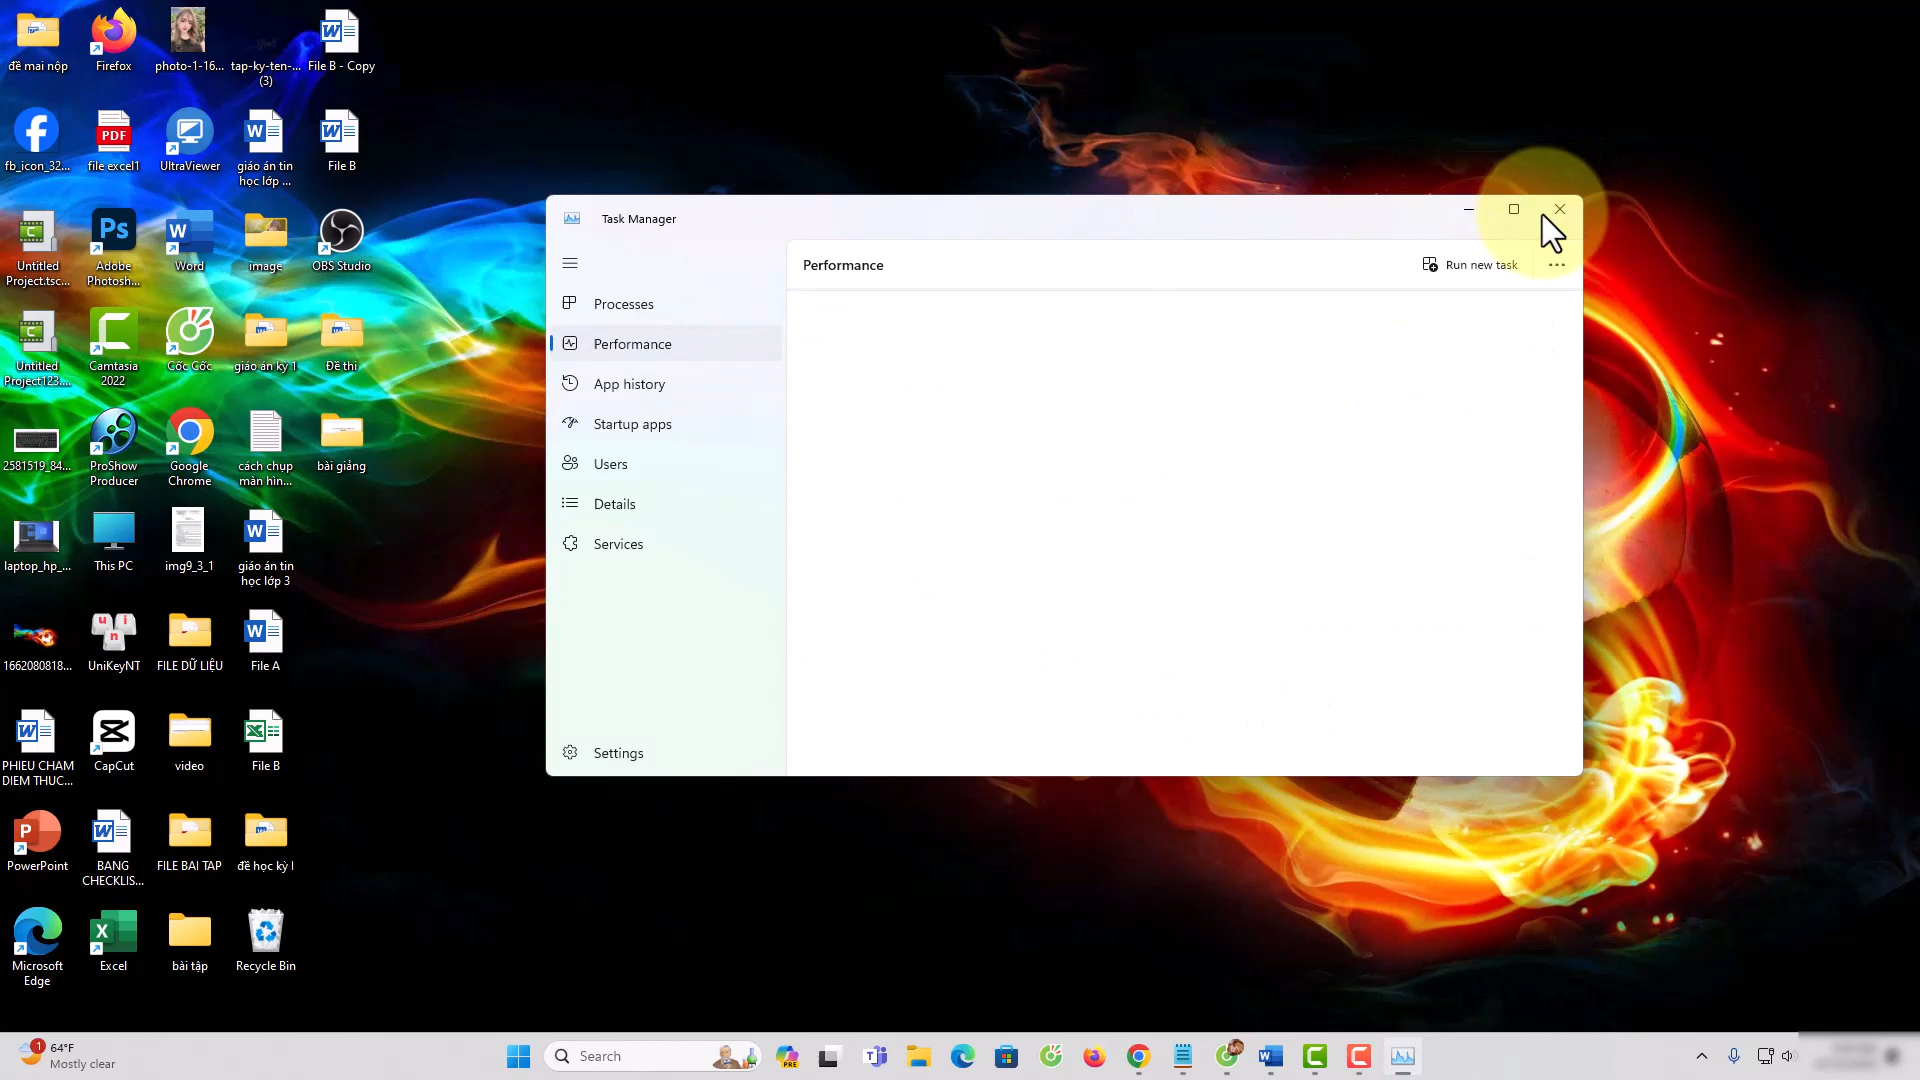 đề mai nộp
Firefox
photo-1-16...
tap-ky-ten-...
(3)
File B - Copy
fb_icon_32...
PDF
file excel1
UltraViewer
giáo án tin
học lớp ...
File B
Untitled
Project.tsc...
Ps
Adobe
Photosh...
Word
image
OBS Studio
Untitled
Project123....
Camtasia
2022
Cốc Cốc
giáo án kỳ 1
Đề thi
2581519_84...
ProShow
Producer
Google
Chrome
cách chụp
màn hìn...
bài giảng
laptop_hp_...
This PC
img9_3_1
giáo án tin
học lớp 3
1662080818...
u n i
UniKeyNT
FILE DỮ LIỆU
File A
PHIEU CHAM
DIEM THUC...
CapCut
video
File B
PowerPoint
BANG
CHECKLIS...
FILE BAI TAP
đề học kỳ I
Microsoft
Edge
Excel
bài tập
Recycle Bin
Task Manager
Performance
Run new task
Processes
Performance
App history
Startup apps
Users
Details
Services
Settings
1
64°F
Mostly clear
Search
PRE